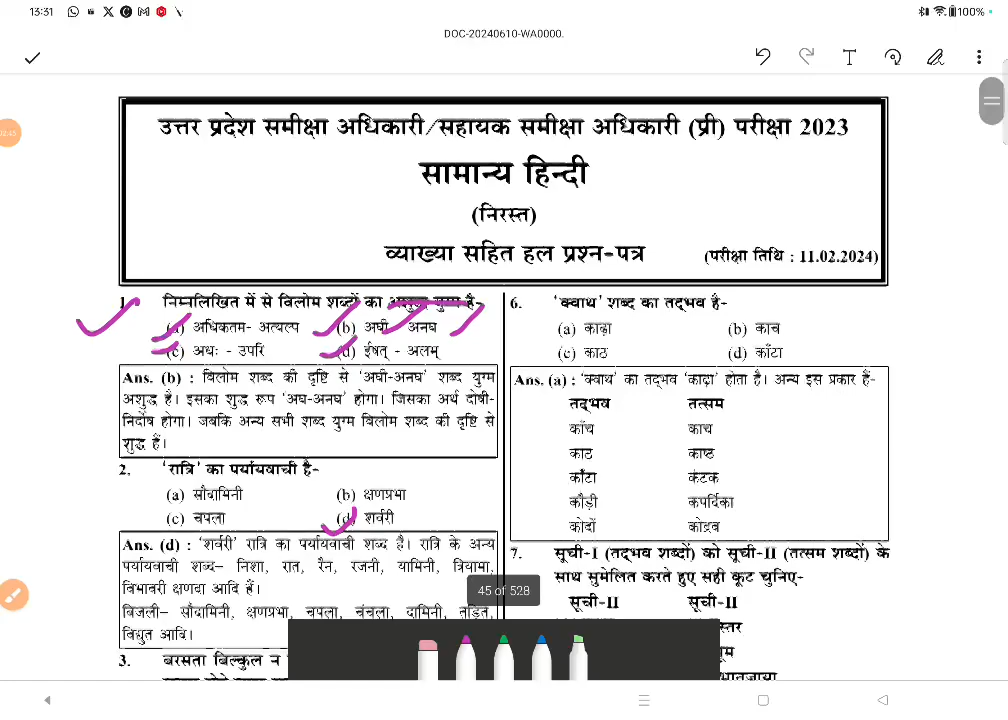 13:31
100%
DOC-20240610-WA0000.
T
02:45
उत्तर प्रदेश समीक्षा अधिकारी/सहायक समीक्षा अधिकारी (प्री) परीक्षा 2023
सामान्य हिन्दी
(निरस्त)
व्याख्या सहित हल प्रश्न-पत्र (परीक्षा तिथि : 11.02.2024)
1. निम्नलिखित में से विलोम शब्दों का अशुद्ध युग्म है-
(a) अधिकतम- अत्यल्प (b) अघी - अनघ
(c) अधः - उपरि (d) ईषत् - अलम्
Ans. (b) : विलोम शब्द की दृष्टि से 'अघी-अनघ' शब्द युग्म
अशुद्ध है। इसका शुद्ध रूप 'अघ-अनघ' होगा। जिसका अर्थ दोषी-
निर्दोष होगा। जबकि अन्य सभी शब्द युग्म विलोम शब्द की दृष्टि से
शुद्ध हैं।
2. 'रात्रि' का पर्यायवाची है-
(a) सौदामिनी (b) क्षणप्रभा
(c) चपला (d) शर्वरी
Ans. (d) : 'शर्वरी' रात्रि का पर्यायवाची शब्द है। रात्रि के अन्य
पर्यायवाची शब्द– निशा, रात, रैन, रजनी, यामिनी, त्रियामा,
विभावरी क्षणदा आदि हैं।
बिजली– सौदामिनी, क्षणप्रभा, चपला, चंचला, दामिनी, तड़ित,
विद्युत आदि।
3. बरसता बिल्कुल न
6. 'क्वाथ' शब्द का तद्भव है-
(a) काढ़ा (b) काच
(c) काठ (d) काँटा
Ans. (a) : 'क्वाथ' का तद्भव 'काढ़ा' होता है। अन्य इस प्रकार हैं-
तद्भव तत्सम
काँच काच
काठ काष्ठ
काँटा कंटक
कौड़ी कपर्दिका
कोदों कोद्रव
7. सूची-I (तद्भव शब्दों) को सूची-II (तत्सम शब्दों) के
साथ सुमेलित करते हुए सही कूट चुनिए-
सूची-II सूची-II
स्तर
45 of 528